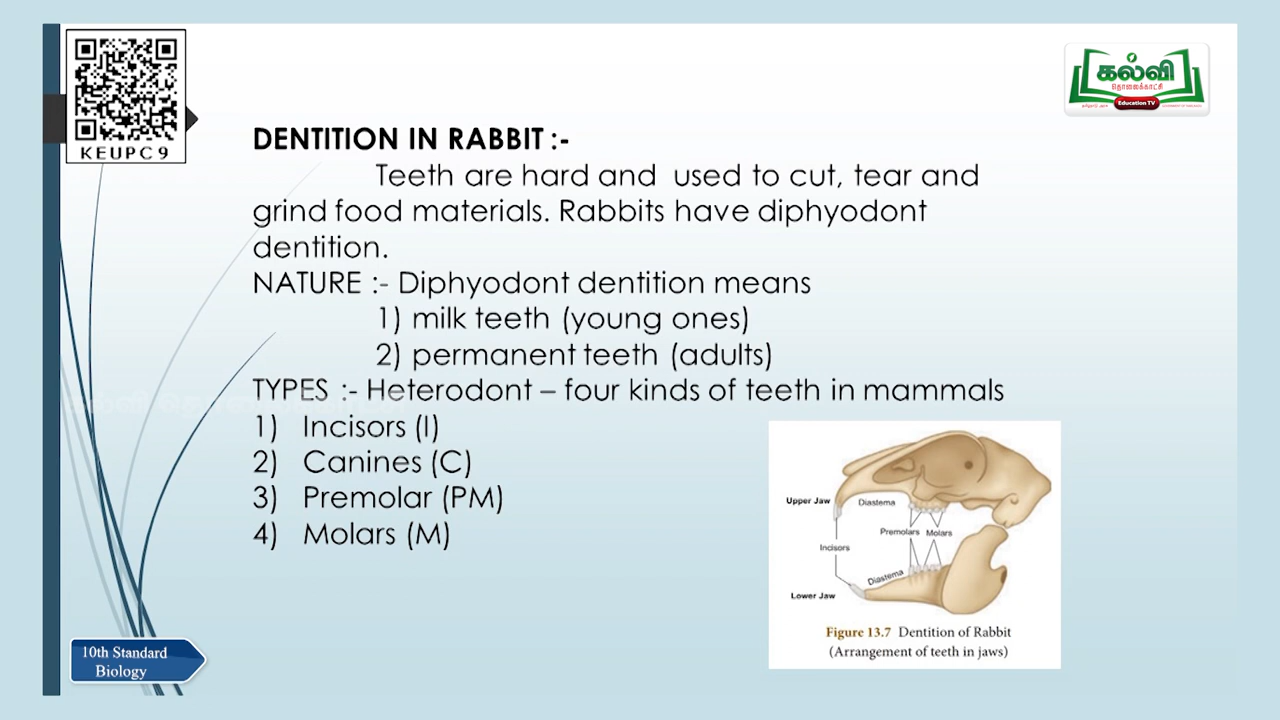 KEUPC9
கல்வி
தொலைக்காட்சி
Education TV
DENTITION IN RABBIT :-
Teeth are hard and used to cut, tear and
grind food materials. Rabbits have diphyodont
dentition.
NATURE :- Diphyodont dentition means
1) milk teeth (young ones)
2) permanent teeth (adults)
TYPES :- Heterodont – four kinds of teeth in mammals
1) Incisors (I)
2) Canines (C)
3) Premolar (PM)
4) Molars (M)
Upper Jaw
Diastema
Premolars Molars
Incisors
Diastema
Lower Jaw
Figure 13.7 Dentition of Rabbit
(Arrangement of teeth in jaws)
10th Standard
Biology